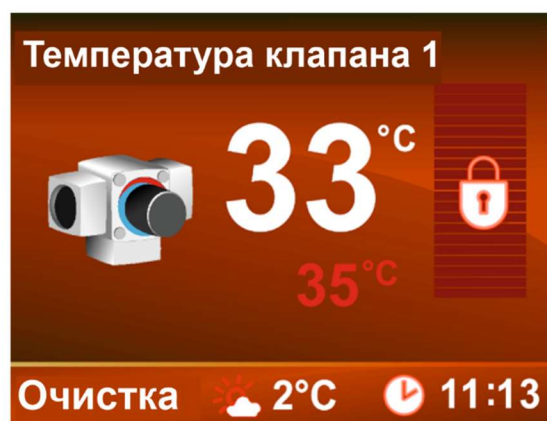 Температура клапана 1
33 °C
35 °C
Очистка 2°C 11:13